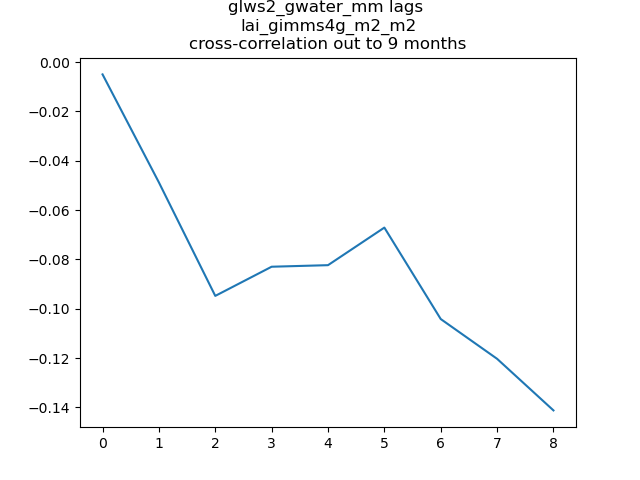 glws2_gwater_mm lags
lai_gimms4g_m2_m2
cross-correlation out to 9 months
0.00
−0.02
−0.04
−0.06
−0.08
−0.10
−0.12
−0.14
0 1 2 3 4 5 6 7 8